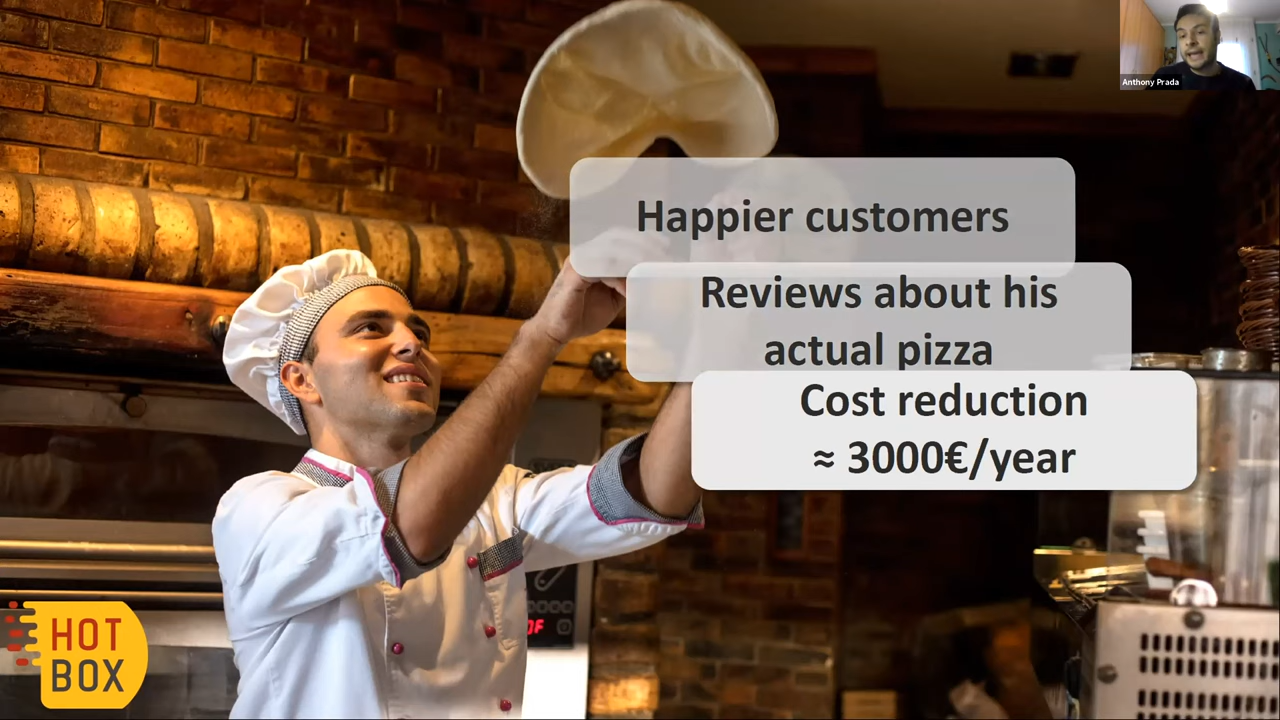 Anthony Prada
Happier customers
Reviews about his
actual pizza
Cost reduction
≈ 3000€/year
HOT
BOX